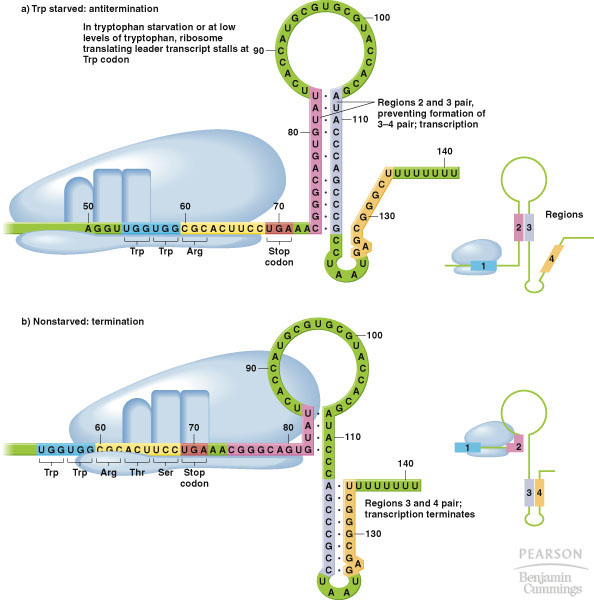 a) Trp starved: antitermination
In tryptophan starvation or at low
levels of tryptophan, ribosome
translating leader transcript stalls at
Trp codon
100
90
Regions 2 and 3 pair,
preventing formation of
3–4 pair; transcription
110
80
140
UUUUUUU
130
50 60 70
AGGUUGGUGGCGCACUUCCUGAAAC
Trp Trp Arg Stop
codon
Regions
2 3
1 4
b) Nonstarved: termination
100
90
110
60 70 80
UGGUGGCGCACUUCCUGAAACGGGCAGUG
Trp Trp Arg Thr Ser Stop
codon
140
UUUUUUUU
Regions 3 and 4 pair;
transcription terminates
130
1 2
3 4
PEARSON
Benjamin
Cummings